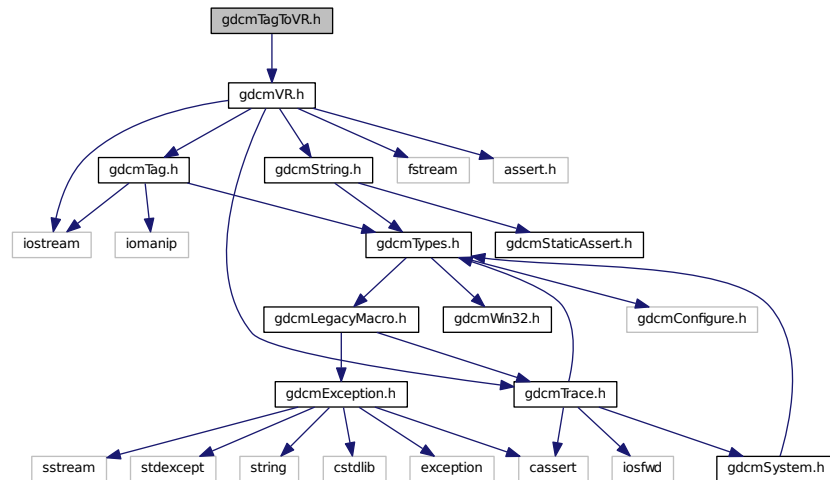 gdcmTagToVR.h
gdcmVR.h
gdcmTag.h
gdcmString.h
fstream
assert.h
iostream
iomanip
gdcmTypes.h
gdcmStaticAssert.h
gdcmLegacyMacro.h
gdcmWin32.h
gdcmConfigure.h
gdcmException.h
gdcmTrace.h
sstream
stdexcept
string
cstdlib
exception
cassert
iosfwd
gdcmSystem.h